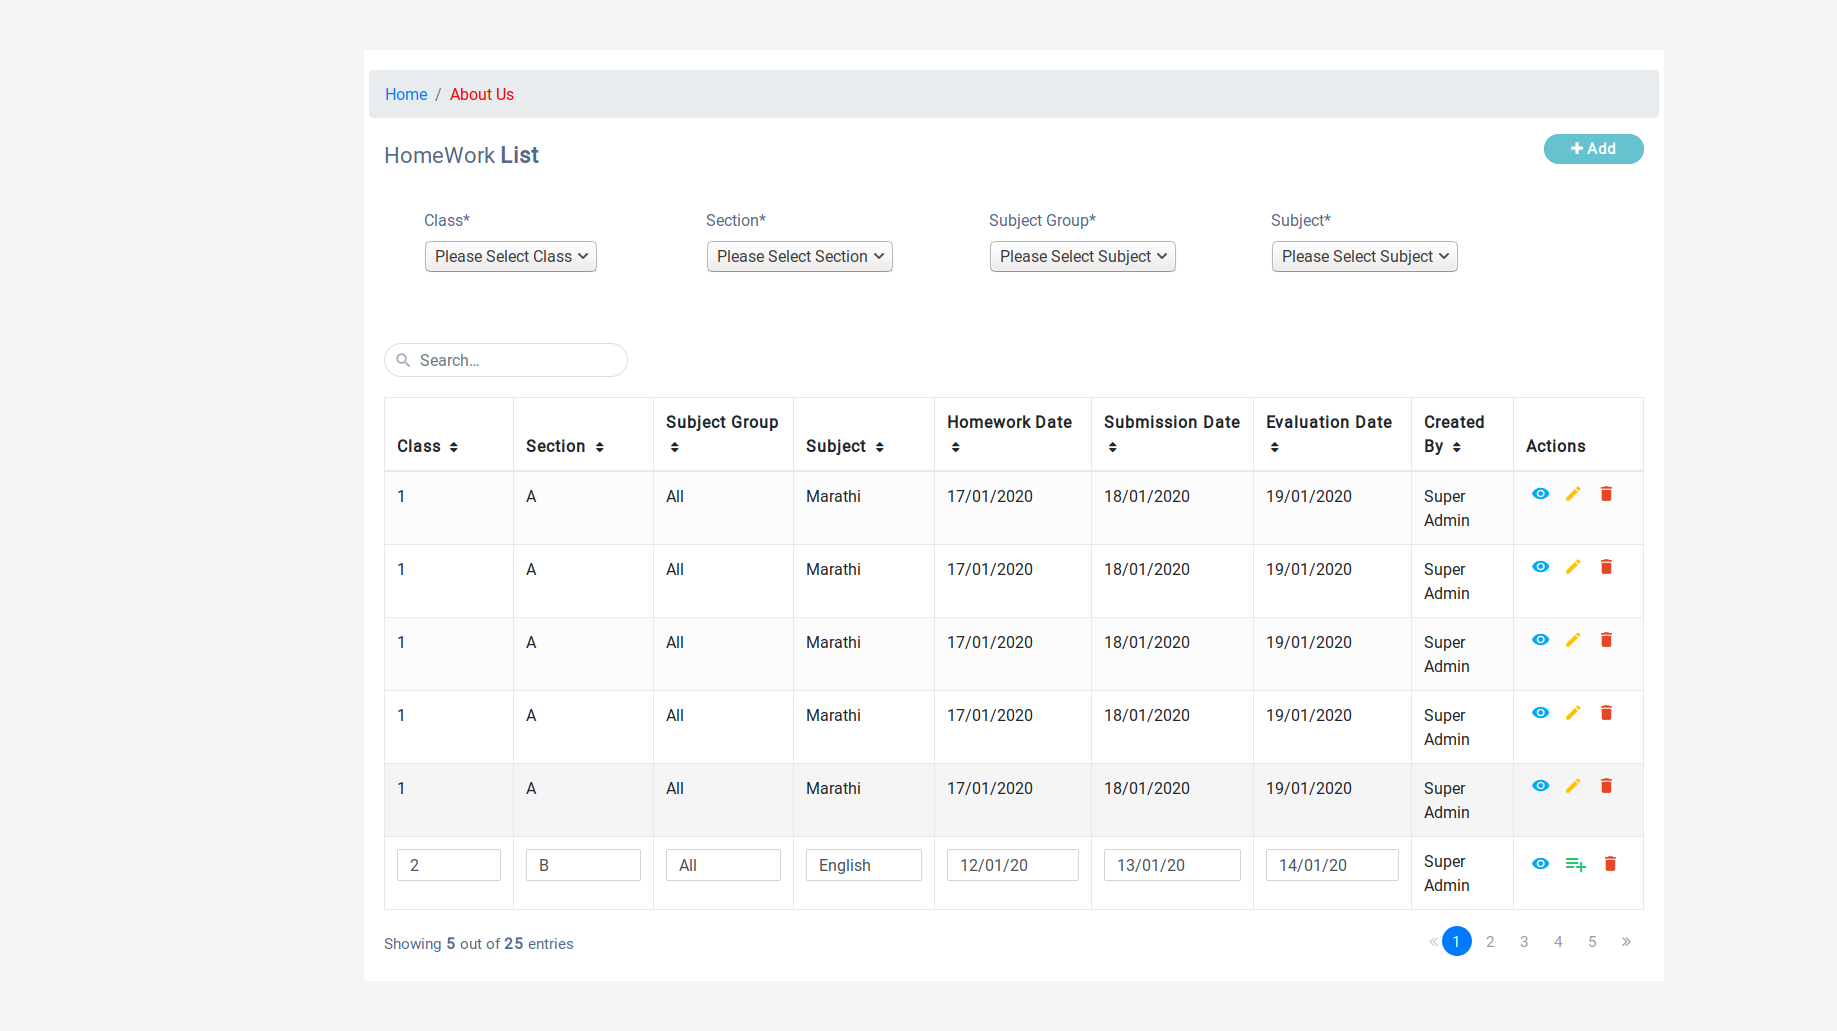 Home / About Us
HomeWork List
Add
Class* Section* Subject Group* Subject*
Please Select Class Please Select Section Please Select Subject Please Select Subject
Search...
Class Section Subject Group Subject Homework Date Submission Date Evaluation Date Created By Actions
1 A All Marathi 17/01/2020 18/01/2020 19/01/2020 Super Admin
1 A All Marathi 17/01/2020 18/01/2020 19/01/2020 Super Admin
1 A All Marathi 17/01/2020 18/01/2020 19/01/2020 Super Admin
1 A All Marathi 17/01/2020 18/01/2020 19/01/2020 Super Admin
1 A All Marathi 17/01/2020 18/01/2020 19/01/2020 Super Admin
2 B All English 12/01/20 13/01/20 14/01/20 Super Admin
Showing 5 out of 25 entries
« 1 2 3 4 5 »